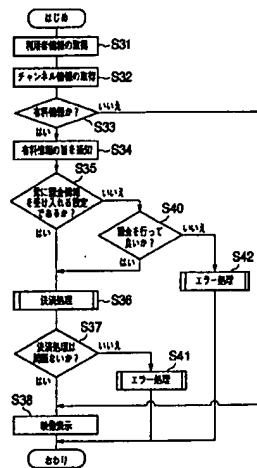 はじめ
利用者情報の取得
S31
チャンネル情報の取得
S32
有料情報か?
いいえ
S33
はい
有料情報の旨を通知
S34
S35
常に課金情報
を受け入れる設定
であるか?
いいえ
はい
S40
課金を行って
良いか?
いいえ
はい
S42
エラー処理
決済処理
S36
S37
決済処理は
問題ないか?
いいえ
はい
S41
エラー処理
S38
映像表示
おわり